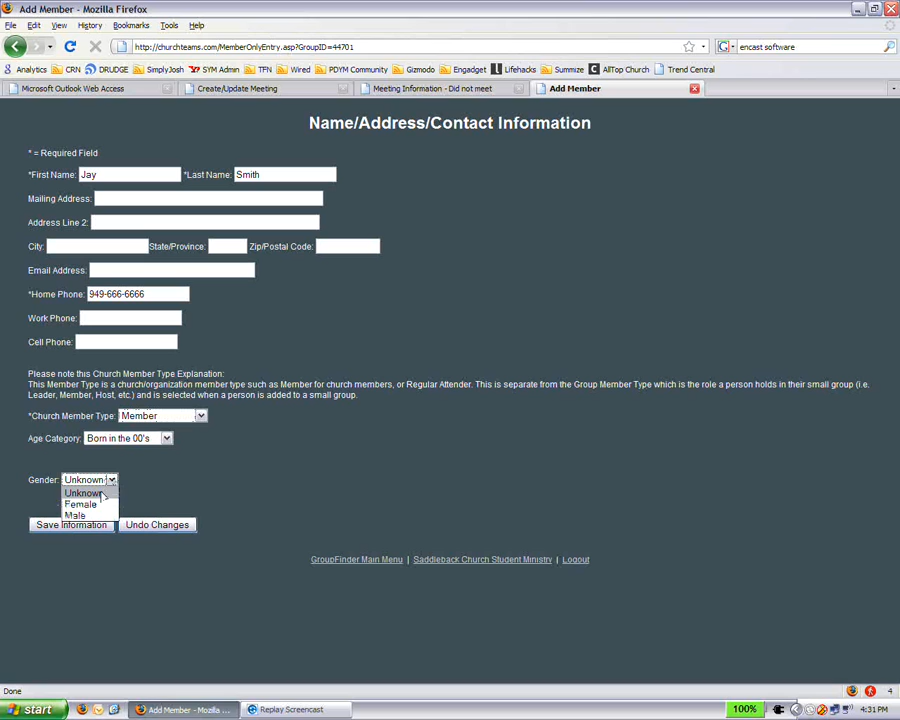 Add Member - Mozilla Firefox
File Edit View History Bookmarks Tools Help
http://churchteams.com/MemberOnlyEntry.asp?GroupID=44701 encast software
Analytics CRN DRUDGE SimplyJosh SYM Admin TFN Wired PDYM Community Gizmodo Engadget Lifehacks Summize AllTop Church Trend Central
Microsoft Outlook Web Access Create/Update Meeting Meeting Information - Did not meet Add Member
Name/Address/Contact Information
* = Required Field
*First Name: Jay *Last Name: Smith
Mailing Address:
Address Line 2:
City: State/Province: Zip/Postal Code:
Email Address:
*Home Phone: 949-666-6666
Work Phone:
Cell Phone:
Please note this Church Member Type Explanation:
This Member Type is a church/organization member type such as Member for church members, or Regular Attender. This is separate from the Group Member Type which is the role a person holds in their small group (i.e.
Leader, Member, Host, etc.) and is selected when a person is added to a small group.
*Church Member Type: Member
Age Category: Born in the 00's
Gender: Unknown
Unknown
Female
Male
Save Information Undo Changes
GroupFinder Main Menu | Saddleback Church Student Ministry | Logout
Done 4
start Add Member - Mozilla ... Replay Screencast 100% 4:31 PM